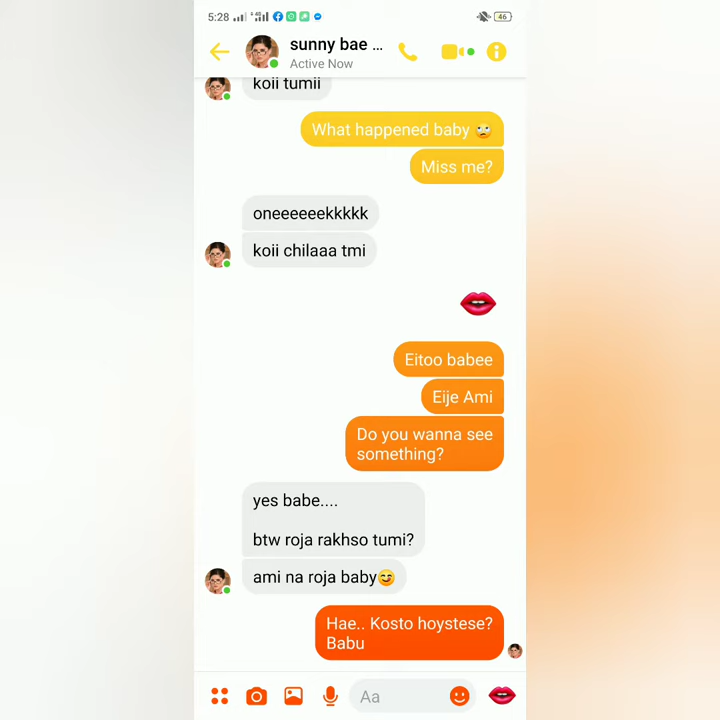 5:28
46
sunny bae ...
Active Now
koii tumii
What happened baby 🙄
Miss me?
oneeeeeekkkkk
koii chilaaa tmi
Eitoo babee
Eije Ami
Do you wanna see
something?
yes babe....
btw roja rakhso tumi?
ami na roja baby😊
Hae.. Kosto hoystese?
Babu
Aa